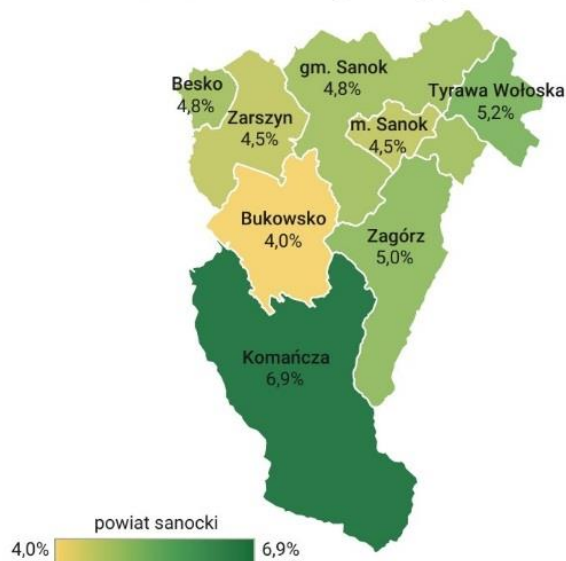 gm. Sanok
4,8%
Besko
4,8%
Tyrawa Wołoska
5,2%
Zarszyn
4,5%
m. Sanok
4,5%
Bukowsko
4,0%
Zagórz
5,0%
Komańcza
6,9%
powiat sanocki
4,0%
6,9%